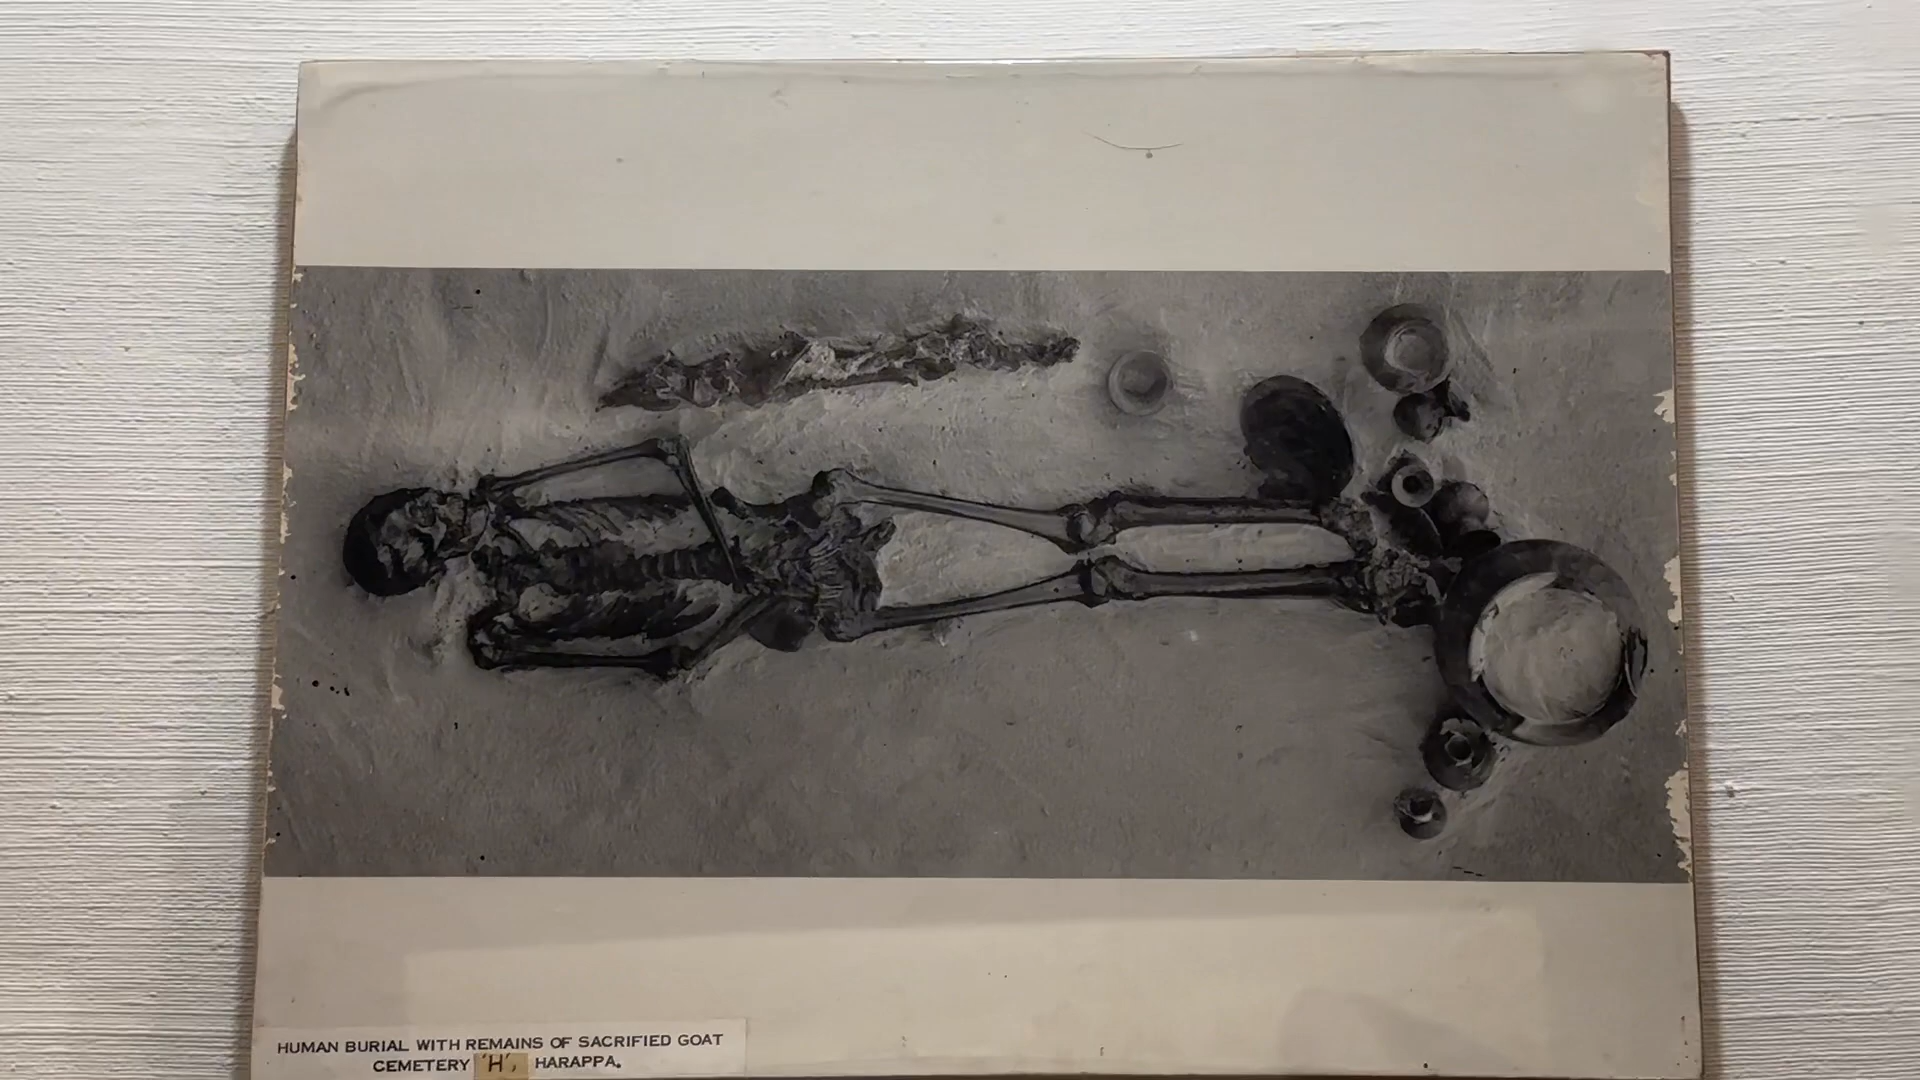 HUMAN BURIAL WITH REMAINS OF SACRIFIED GOAT
CEMETERY 'H', HARAPPA.